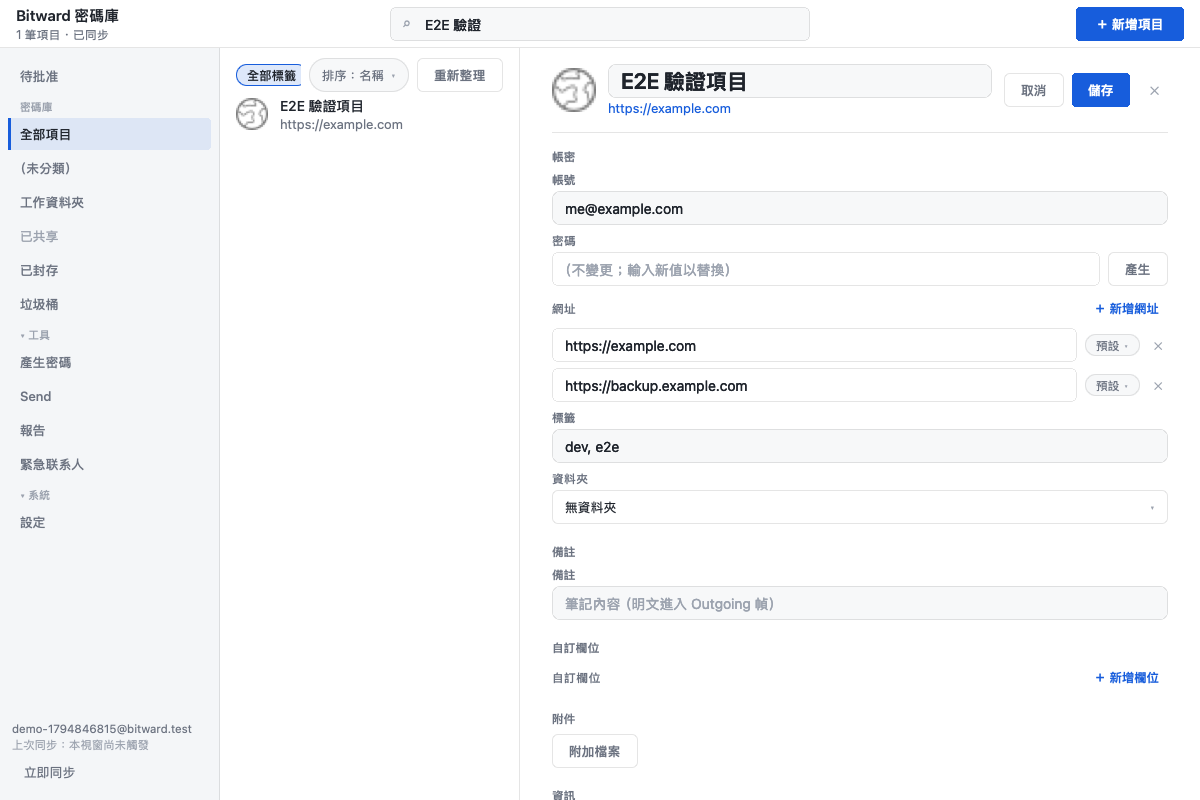 Bitward 密碼庫
1 筆項目 · 已同步
E2E 驗證
+ 新增項目
待批准
密碼庫
全部項目
(未分類)
工作資料夾
已共享
已封存
垃圾桶
工具
產生密碼
Send
報告
緊急联系人
系統
設定
demo-1794846815@bitward.test
上次同步：本視窗尚未觸發
立即同步
全部標籤
排序：名稱
重新整理
E2E 驗證項目
https://example.com
E2E 驗證項目
https://example.com
取消
儲存
×
帳密
帳號
me@example.com
密碼
(不變更；輸入新值以替換)
產生
網址
+ 新增網址
https://example.com
預設
×
https://backup.example.com
預設
×
標籤
dev, e2e
資料夾
無資料夾
備註
備註
筆記內容 (明文進入 Outgoing 幀)
自訂欄位
自訂欄位
+ 新增欄位
附件
附加檔案
資訊